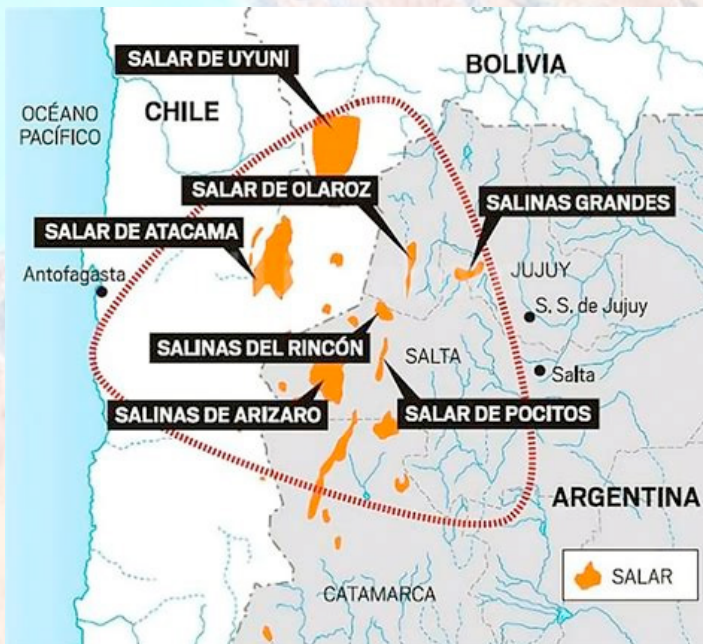 SALAR DE UYUNI
BOLIVIA
OCÉANO
PACÍFICO
CHILE
SALAR DE OLAROZ
SALINAS GRANDES
SALAR DE ATACAMA
Antofagasta
JUJUY
S. S. de Jujuy
SALINAS DEL RINCÓN
SALTA
Salta
SALINAS DE ARIZARO
SALAR DE POCITOS
ARGENTINA
SALAR
CATAMARCA